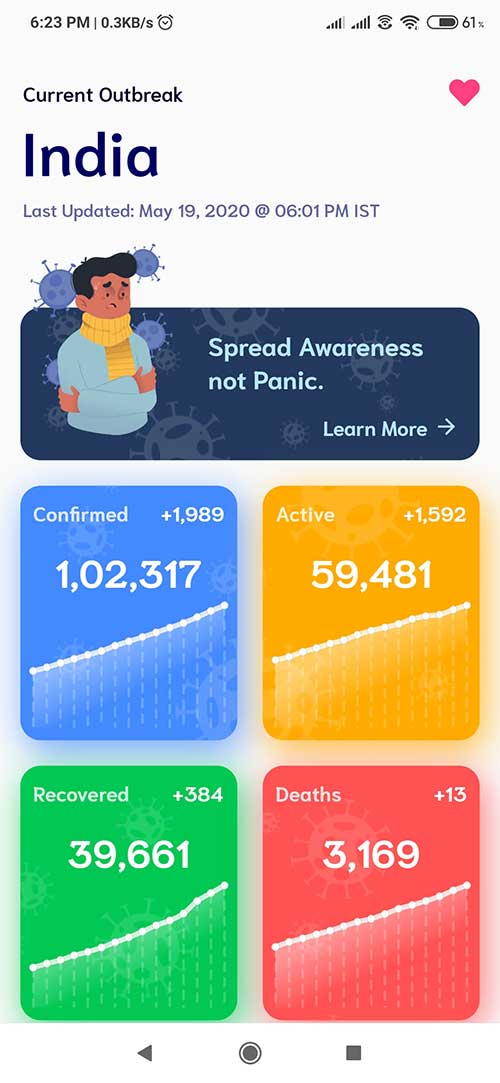 6:23 PM | 0.3KB/s 61%
Current Outbreak
India
Last Updated: May 19, 2020 @ 06:01 PM IST
Spread Awareness
not Panic.
Learn More →
Confirmed +1,989
1,02,317
Active +1,592
59,481
Recovered +384
39,661
Deaths +13
3,169